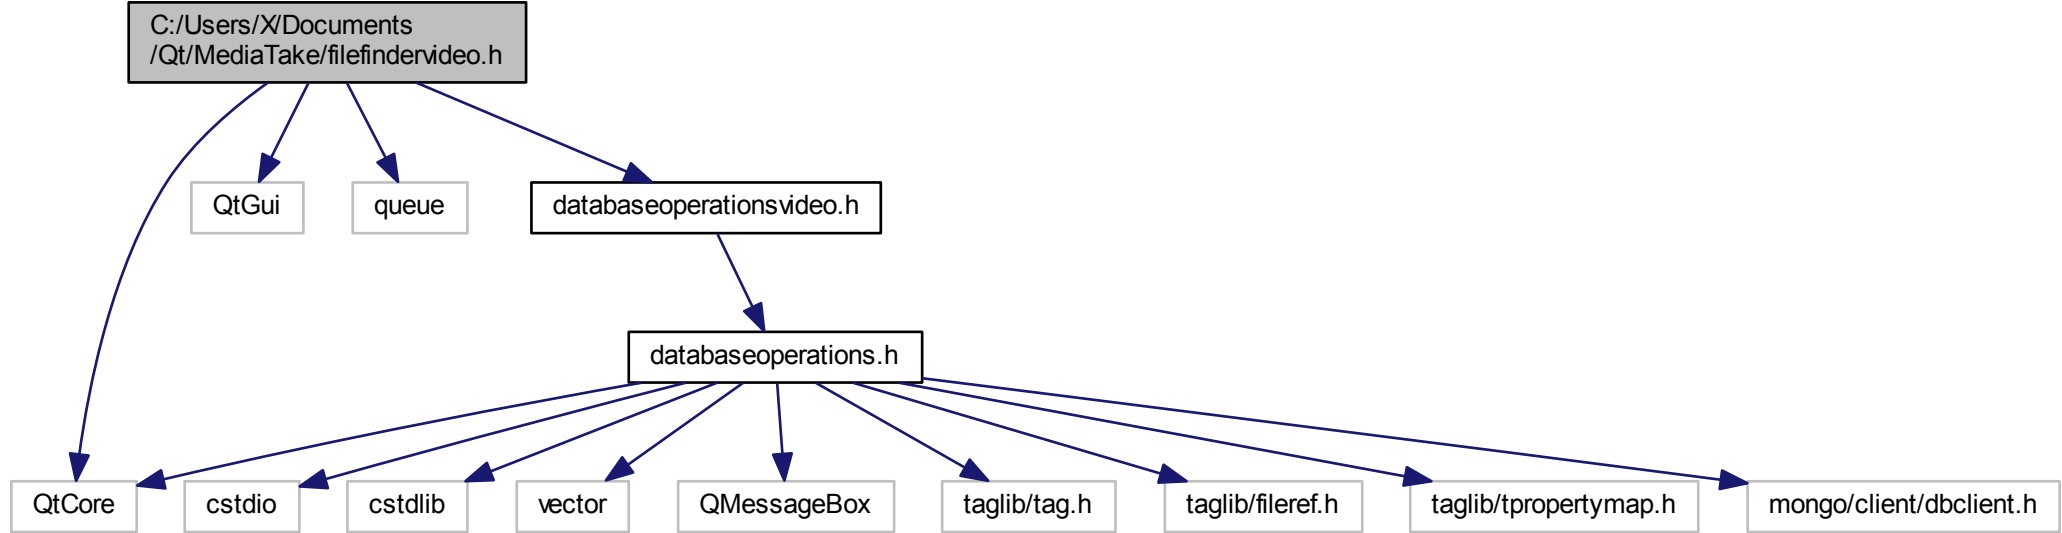 C:/Users/X/Documents
/Qt/MediaTake/filefindervideo.h
QtGui
queue
databaseoperationsvideo.h
databaseoperations.h
QtCore
cstdio
cstdlib
vector
QMessageBox
taglib/tag.h
taglib/fileref.h
taglib/tpropertymap.h
mongo/client/dbclient.h